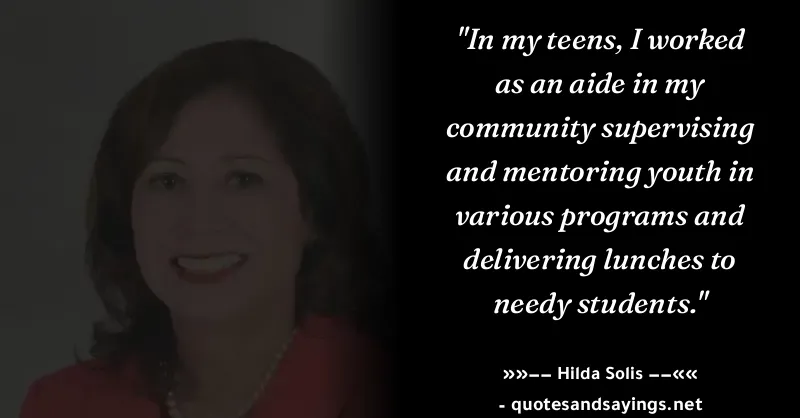 "In my teens, I worked
as an aide in my
community supervising
and mentoring youth in
various programs and
delivering lunches to
needy students."
»»−− Hilda Solis −−««
- quotesandsayings.net